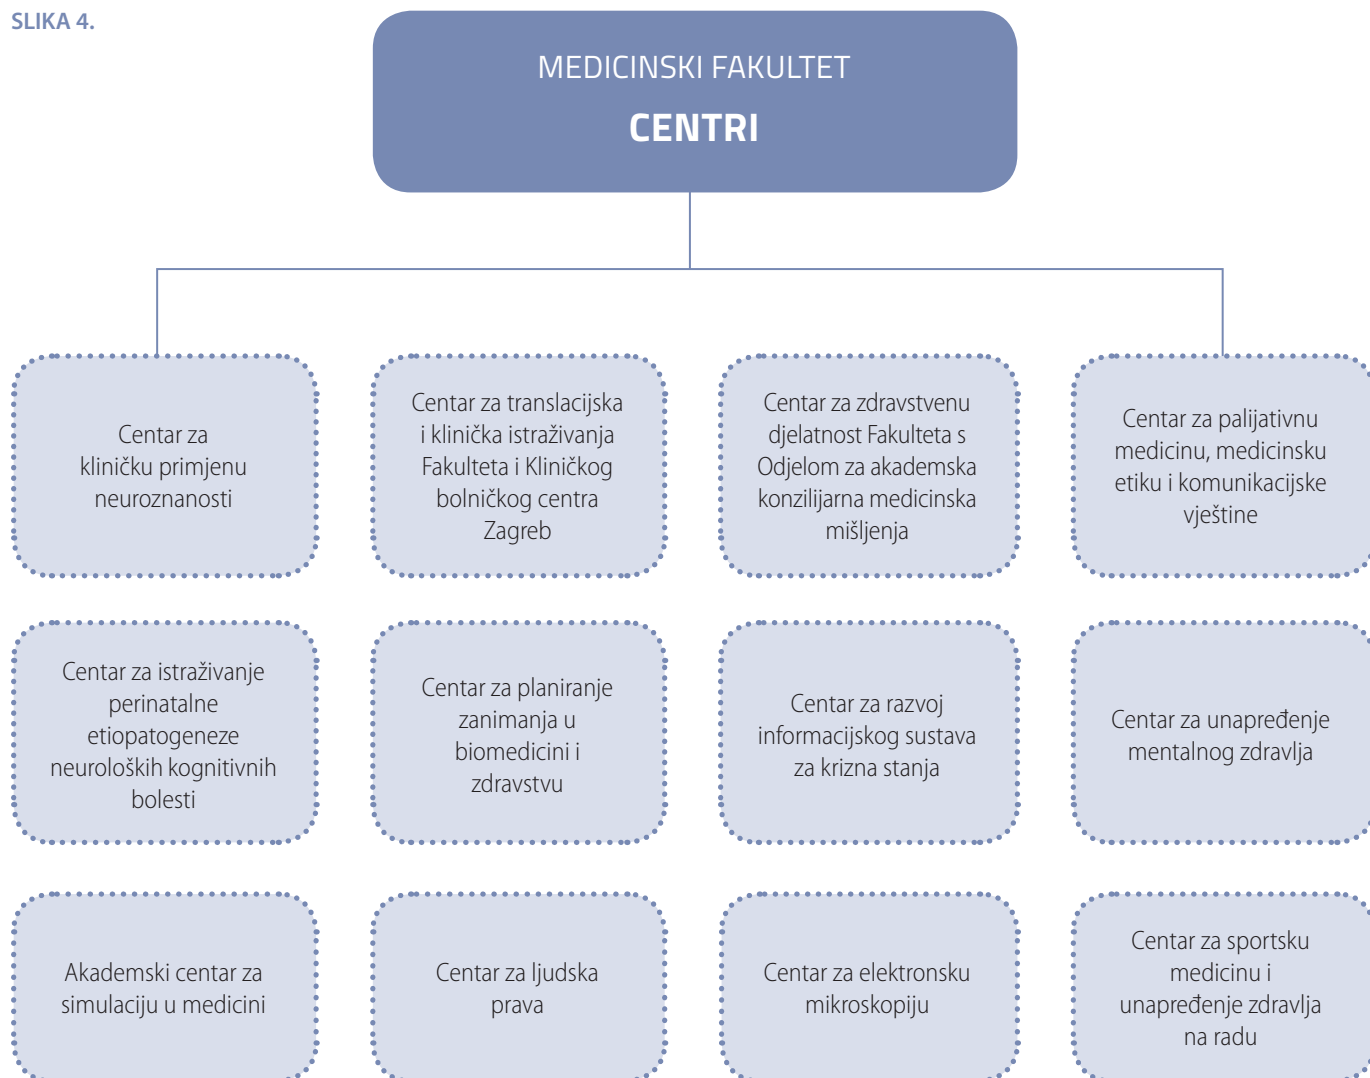 SLIKA 4.
MEDICINSKI FAKULTET
CENTRI
Centar za
kliničku primjenu
neuroznanosti
Centar za translacijska
i klinička istraživanja
Fakulteta i Kliničkog
bolničkog centra
Zagreb
Centar za zdravstvenu
djelatnost Fakulteta s
Odjelom za akademska
konzilijarna medicinska
mišljenja
Centar za palijativnu
medicinu, medicinsku
etiku i komunikacijske
vještine
Centar za istraživanje
perinatalne
etiopatogeneze
neuroloških kognitivnih
bolesti
Centar za planiranje
zanimanja u
biomedicini i
zdravstvu
Centar za razvoj
informacijskog sustava
za krizna stanja
Centar za unapređenje
mentalnog zdravlja
Akademski centar za
simulaciju u medicini
Centar za ljudska
prava
Centar za elektronsku
mikroskopiju
Centar za sportsku
medicinu i
unapređenje zdravlja
na radu